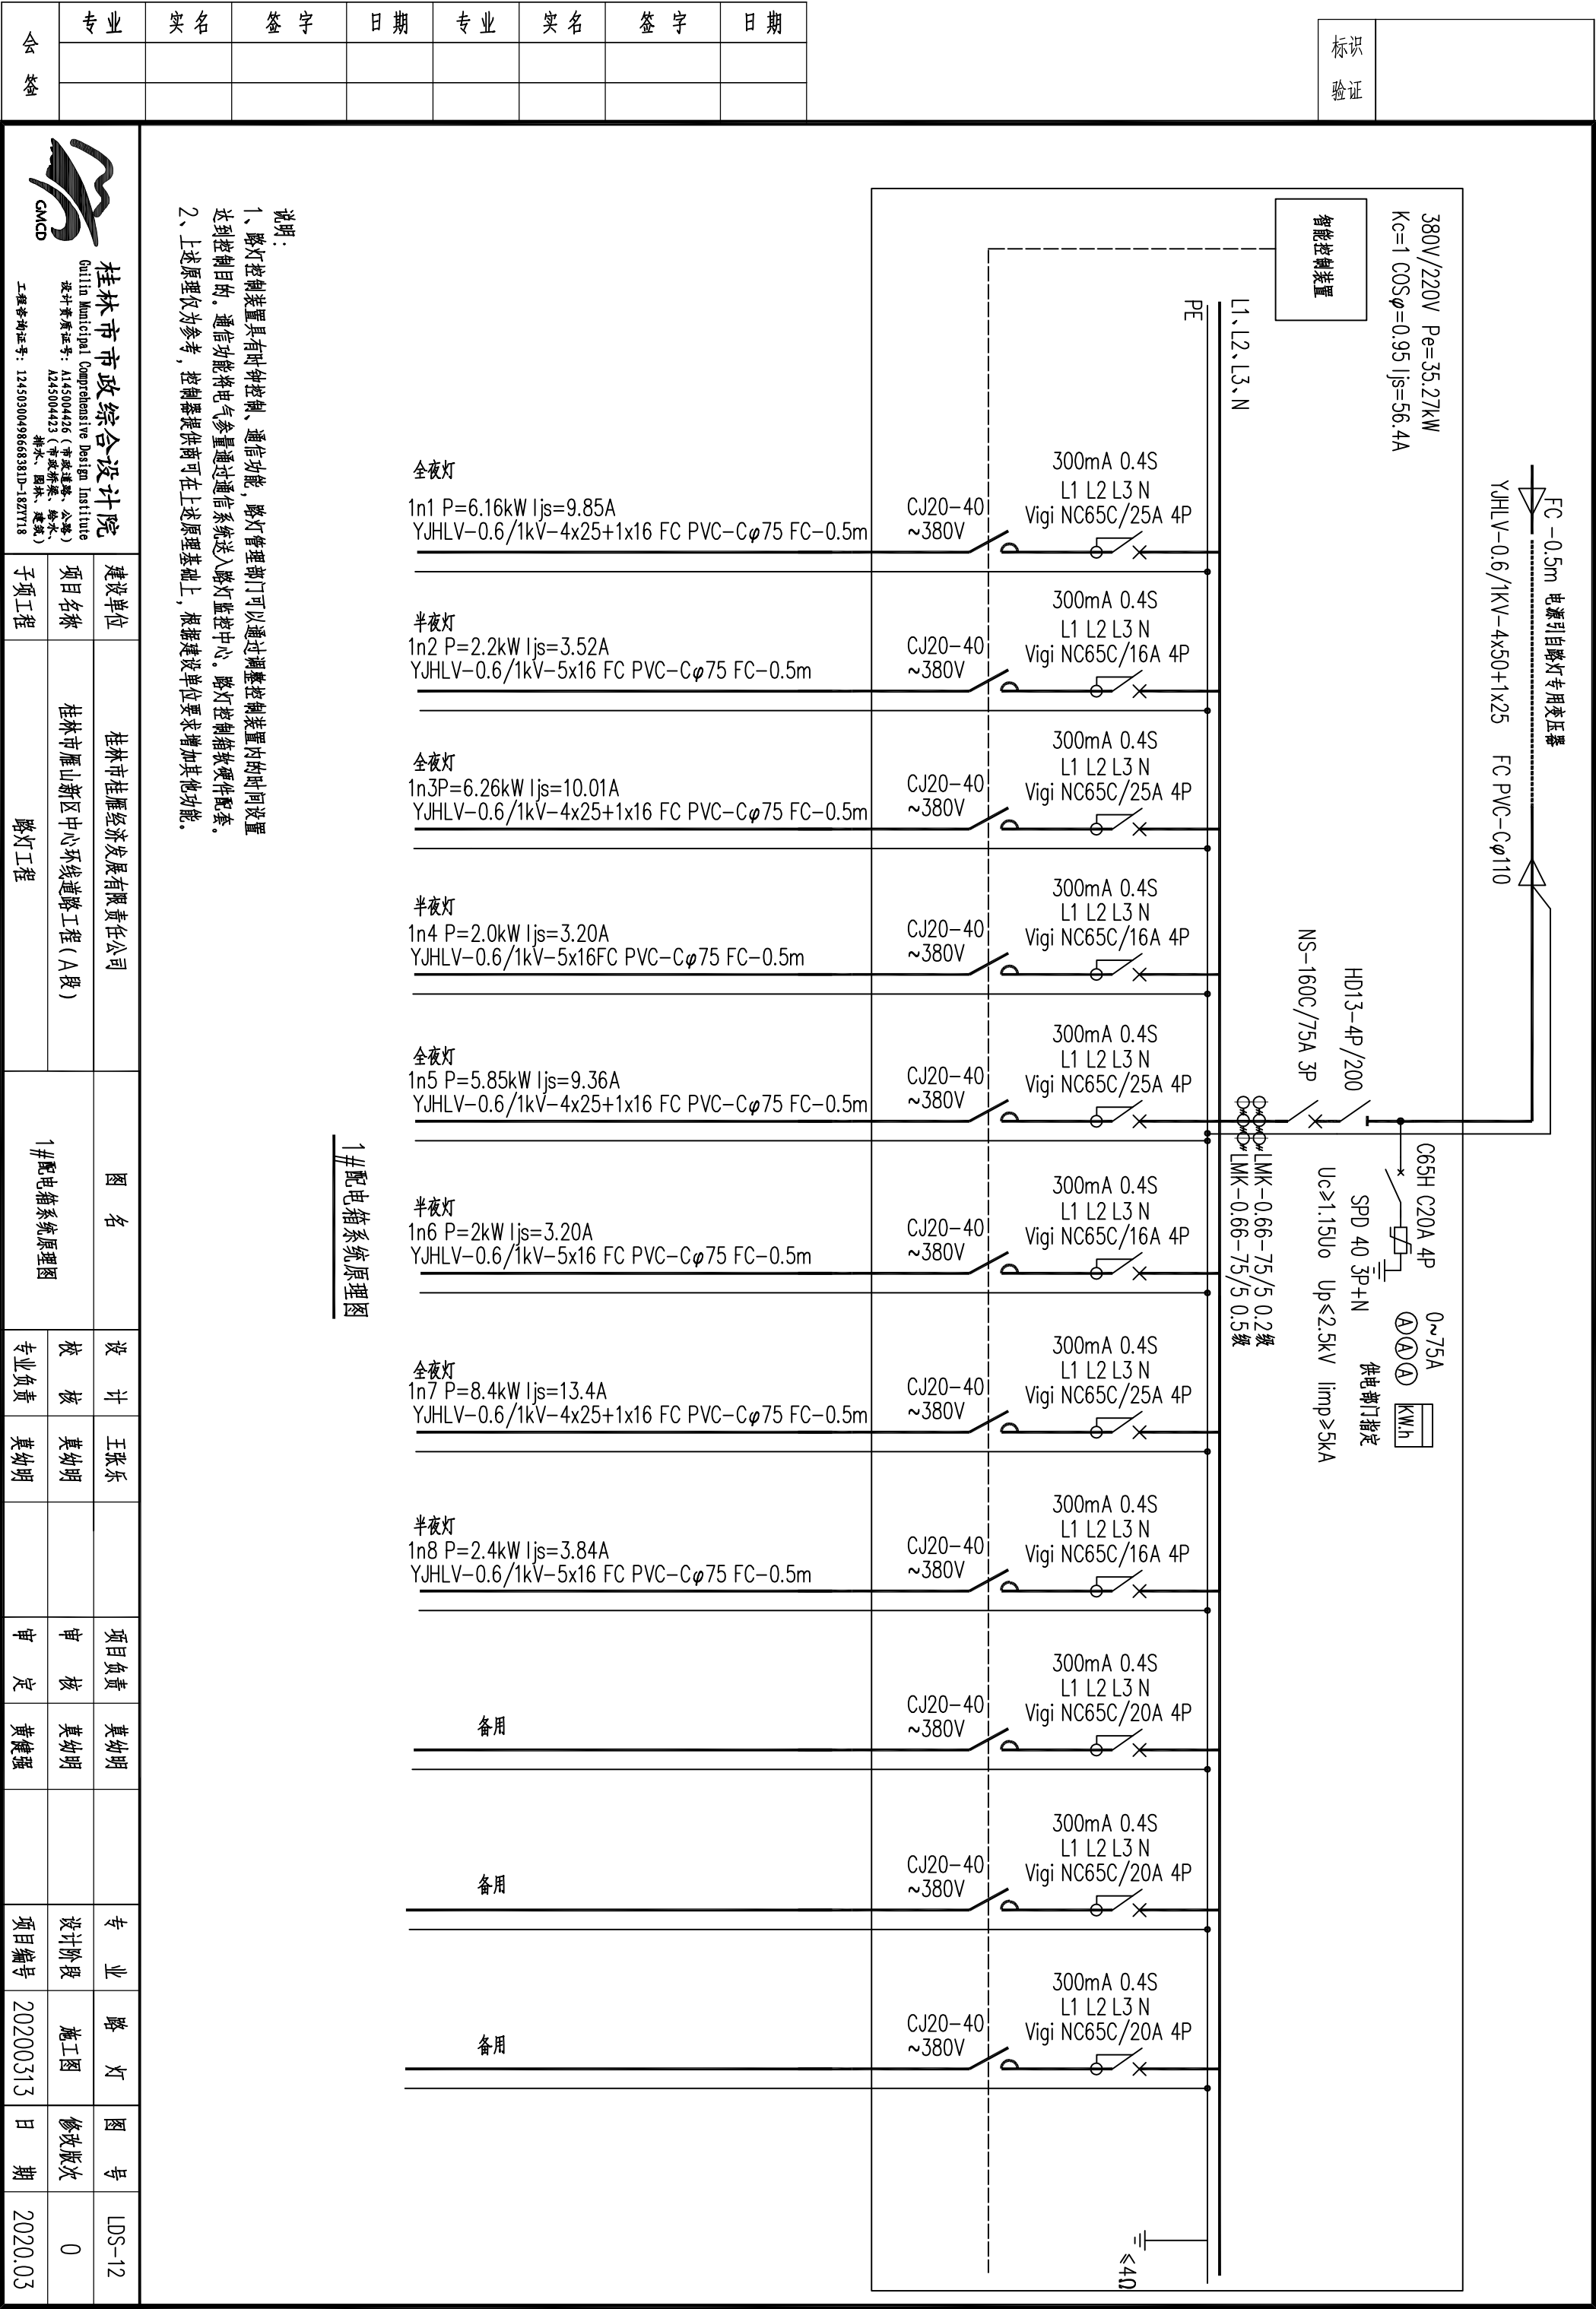 会签
专业 实名 签字 日期 专业 实名 签字 日期
标识
验证
380V/220V Pe=35.27kW
Kc=1 COSφ=0.95 Ijs=56.4A
智能控制装置
L1、L2、L3、N
PE
FC -0.5m 电源引自路灯专用变压器
YJHLV-0.6/1KV-4x50+1x25 FC PVC-Cφ110
HD13-4P/200
NS-160C/75A 3P
LMK-0.66-75/5 0.2级
LMK-0.66-75/5 0.5级
C65H C20A 4P
SPD 40 3P+N
Uc≥1.15Uo Up≤2.5kV Iimp≥5kA
0~75A
A A A
KW.h
供电部门指定
全夜灯
1n1 P=6.16kW Ijs=9.85A
YJHLV-0.6/1kV-4x25+1x16 FC PVC-Cφ75 FC-0.5m
CJ20-40
~380V
300mA 0.4S
L1 L2 L3 N
Vigi NC65C/25A 4P
半夜灯
1n2 P=2.2kW Ijs=3.52A
YJHLV-0.6/1kV-5x16 FC PVC-Cφ75 FC-0.5m
CJ20-40
~380V
300mA 0.4S
L1 L2 L3 N
Vigi NC65C/16A 4P
全夜灯
1n3P=6.26kW Ijs=10.01A
YJHLV-0.6/1kV-4x25+1x16 FC PVC-Cφ75 FC-0.5m
CJ20-40
~380V
300mA 0.4S
L1 L2 L3 N
Vigi NC65C/25A 4P
半夜灯
1n4 P=2.0kW Ijs=3.20A
YJHLV-0.6/1kV-5x16FC PVC-Cφ75 FC-0.5m
CJ20-40
~380V
300mA 0.4S
L1 L2 L3 N
Vigi NC65C/16A 4P
全夜灯
1n5 P=5.85kW Ijs=9.36A
YJHLV-0.6/1kV-4x25+1x16 FC PVC-Cφ75 FC-0.5m
CJ20-40
~380V
300mA 0.4S
L1 L2 L3 N
Vigi NC65C/25A 4P
半夜灯
1n6 P=2kW Ijs=3.20A
YJHLV-0.6/1kV-5x16 FC PVC-Cφ75 FC-0.5m
CJ20-40
~380V
300mA 0.4S
L1 L2 L3 N
Vigi NC65C/16A 4P
全夜灯
1n7 P=8.4kW Ijs=13.4A
YJHLV-0.6/1kV-4x25+1x16 FC PVC-Cφ75 FC-0.5m
CJ20-40
~380V
300mA 0.4S
L1 L2 L3 N
Vigi NC65C/25A 4P
半夜灯
1n8 P=2.4kW Ijs=3.84A
YJHLV-0.6/1kV-5x16 FC PVC-Cφ75 FC-0.5m
CJ20-40
~380V
300mA 0.4S
L1 L2 L3 N
Vigi NC65C/16A 4P
备用
CJ20-40
~380V
300mA 0.4S
L1 L2 L3 N
Vigi NC65C/20A 4P
备用
CJ20-40
~380V
300mA 0.4S
L1 L2 L3 N
Vigi NC65C/20A 4P
备用
CJ20-40
~380V
300mA 0.4S
L1 L2 L3 N
Vigi NC65C/20A 4P
≤4Ω
1#配电箱系统原理图
说明：
1、路灯控制装置具有时钟控制、通信功能，路灯管理部门可以通过调整控制装置内的时间设置
达到控制目的。通信功能将电气参量通过通信系统送入路灯监控中心。路灯控制箱软硬件配套。
2、上述原理仅为参考，控制器提供商可在上述原理基础上，根据建设单位要求增加其他功能。
GMCD
桂林市市政综合设计院
Guilin Municipal Comprehensive Design Institute
设计资质证号：A145004426（市政道路、公路）
A245004423（市政桥梁、给水、
排水、园林、建筑）
工程咨询证号：12450300498668381D-18ZYY18
建设单位 桂林市桂雁经济发展有限责任公司
项目名称 桂林市雁山新区中心环线道路工程（A段）
子项工程 路灯工程
图名
1#配电箱系统原理图
设计 王张乐
校核 莫幼明
专业负责 莫幼明
项目负责 莫幼明
审核 莫幼明
审定 黄健强
专业 路灯
设计阶段 施工图
项目编号 20200313
图号 LDS-12
修改版次 0
日期 2020.03